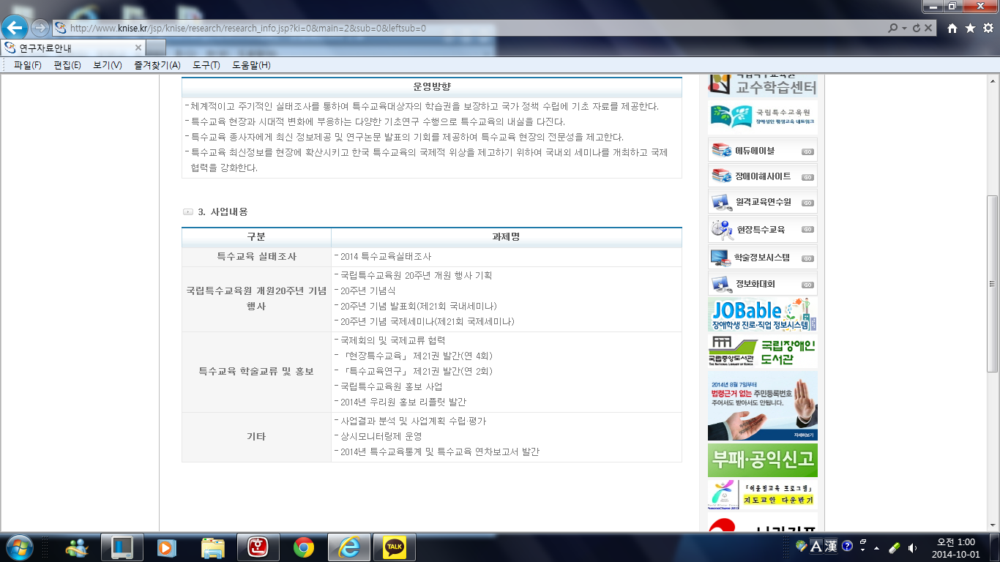 http://www.knise.kr/jsp/knise/research/research_info.jsp?ki=0&main=2&sub=0&leftsub=0
연구자료안내
파일(F) 편집(E) 보기(V) 즐겨찾기(A) 도구(T) 도움말(H)
운영방향
- 체계적이고 주기적인 실태조사를 통하여 특수교육대상자의 학습권을 보장하고 국가 정책 수립에 기초 자료를 제공한다.
- 특수교육 현장과 시대적 변화에 부응하는 다양한 기초연구 수행으로 특수교육의 내실을 다진다.
- 특수교육 종사자에게 최신 정보제공 및 연구논문 발표의 기회를 제공하여 특수교육 현장의 전문성을 제고한다.
- 특수교육 최신정보를 현장에 확산시키고 한국 특수교육의 국제적 위상을 제고하기 위하여 국내외 세미나를 개최하고 국제
협력을 강화한다.
3. 사업내용
구분 과제명
특수교육 실태조사
- 2014 특수교육실태조사
국립특수교육원 개원20주년 기념
행사
- 국립특수교육원 20주년 개원 행사 기획
- 20주년 기념식
- 20주년 기념 발표회(제21회 국내세미나)
- 20주년 기념 국제세미나(제21회 국제세미나)
특수교육 학술교류 및 홍보
- 국제회의 및 국제교류 협력
- 「현장특수교육」 제21권 발간(연 4회)
- 「특수교육연구」 제21권 발간(연 2회)
- 국립특수교육원 홍보 사업
- 2014년 우리원 홍보 리플릿 발간
기타
- 사업결과 분석 및 사업계획 수립·평가
- 상시모니터링제 운영
- 2014년 특수교육통계 및 특수교육 연차보고서 발간
국립특수교육원
교수학습센터
국립특수교육원
장애성인 평생교육 네트워크
에듀에이블 GO
장애이해사이트 GO
원격교육연수원 GO
현장특수교육 GO
학술정보시스템 GO
정보화대회 GO
JOBable
장애학생 진로·직업 정보시스템
국립중앙도서관
THE NATIONAL LIBRARY OF KOREA
국립장애인
도서관
2014년 8월 7일부터
법령근거 없는 주민등록번호
주어서도 받아서도 안됩니다.
자세히보기
부패·공익신고
「이음필교육 프로그램」
지도교안 다운받기
TALK
A 漢
오전 1:00
2014-10-01